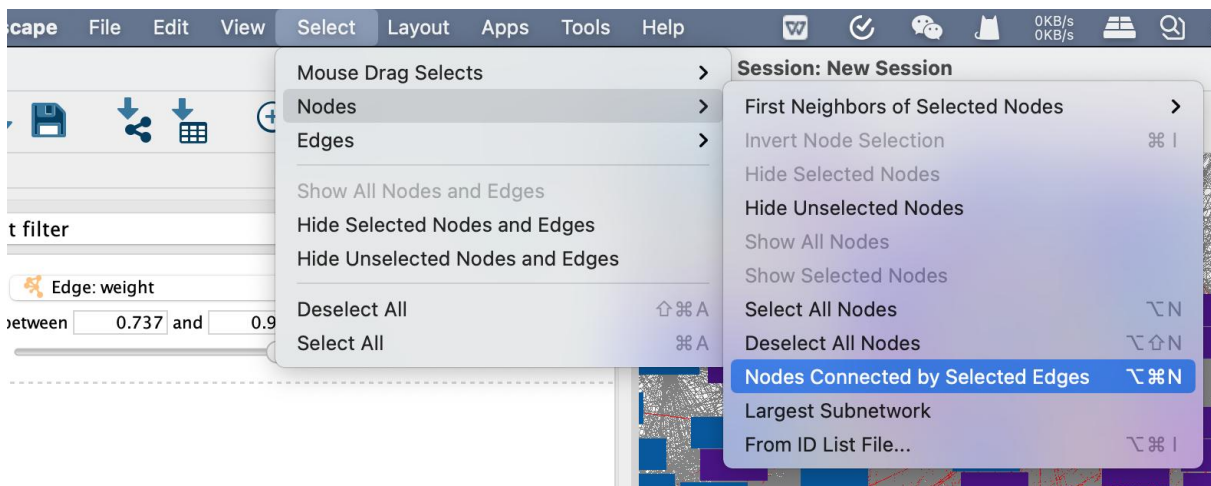 scape File Edit View Select Layout Apps Tools Help 0KB/s
0KB/s
Session: New Session
Mouse Drag Selects
Nodes
Edges
Show All Nodes and Edges
Hide Selected Nodes and Edges
Hide Unselected Nodes and Edges
Deselect All ⇧⌘A
Select All ⌘A
First Neighbors of Selected Nodes
Invert Node Selection ⌘I
Hide Selected Nodes
Hide Unselected Nodes
Show All Nodes
Show Selected Nodes
Select All Nodes ⌥N
Deselect All Nodes ⌥⇧N
Nodes Connected by Selected Edges ⌥⌘N
Largest Subnetwork
From ID List File... ⌥⌘I
t filter
Edge: weight
between 0.737 and 0.9